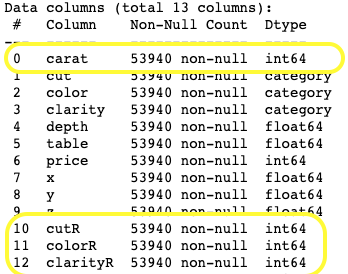 Data columns (total 13 columns):
#   Column    Non-Null Count  Dtype
0   carat     53940 non-null  int64
1   cut       53940 non-null  category
2   color     53940 non-null  category
3   clarity   53940 non-null  category
4   depth     53940 non-null  float64
5   table     53940 non-null  float64
6   price     53940 non-null  int64
7   x         53940 non-null  float64
8   y         53940 non-null  float64
9   z         53940 non-null  float64
10  cutR      53940 non-null  int64
11  colorR    53940 non-null  int64
12  clarityR  53940 non-null  int64